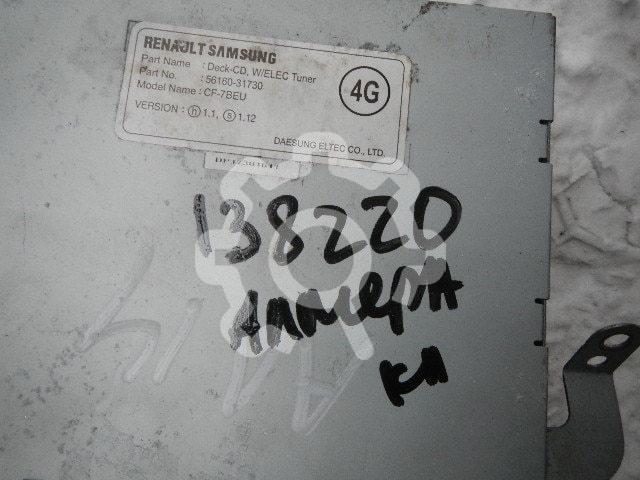 RENAULT SAMSUNG
Part Name : Deck-CD, W/ELEC Tuner
Part No. : 56160-31730
Model Name : CF-7BEU
4G
VERSION : ⓗ 1.1, ⓢ 1.12
DAESUNG ELTEC CO., LTD.
138220
Алмера
КЛ